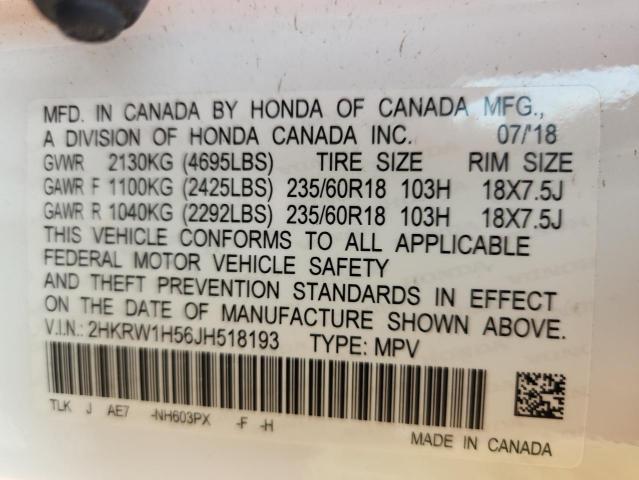 MFD. IN CANADA BY HONDA OF CANADA MFG.,
A DIVISION OF HONDA CANADA INC. 07/'18
GVWR 2130KG (4695LBS) TIRE SIZE RIM SIZE
GAWR F 1100KG (2425LBS) 235/60R18 103H 18X7.5J
GAWR R 1040KG (2292LBS) 235/60R18 103H 18X7.5J
THIS VEHICLE CONFORMS TO ALL APPLICABLE
FEDERAL MOTOR VEHICLE SAFETY
AND THEFT PREVENTION STANDARDS IN EFFECT
ON THE DATE OF MANUFACTURE SHOWN ABOVE.
V.I.N.: 2HKRW1H56JH518193 TYPE: MPV
TLK J AE7 -NH603PX -F -H
MADE IN CANADA